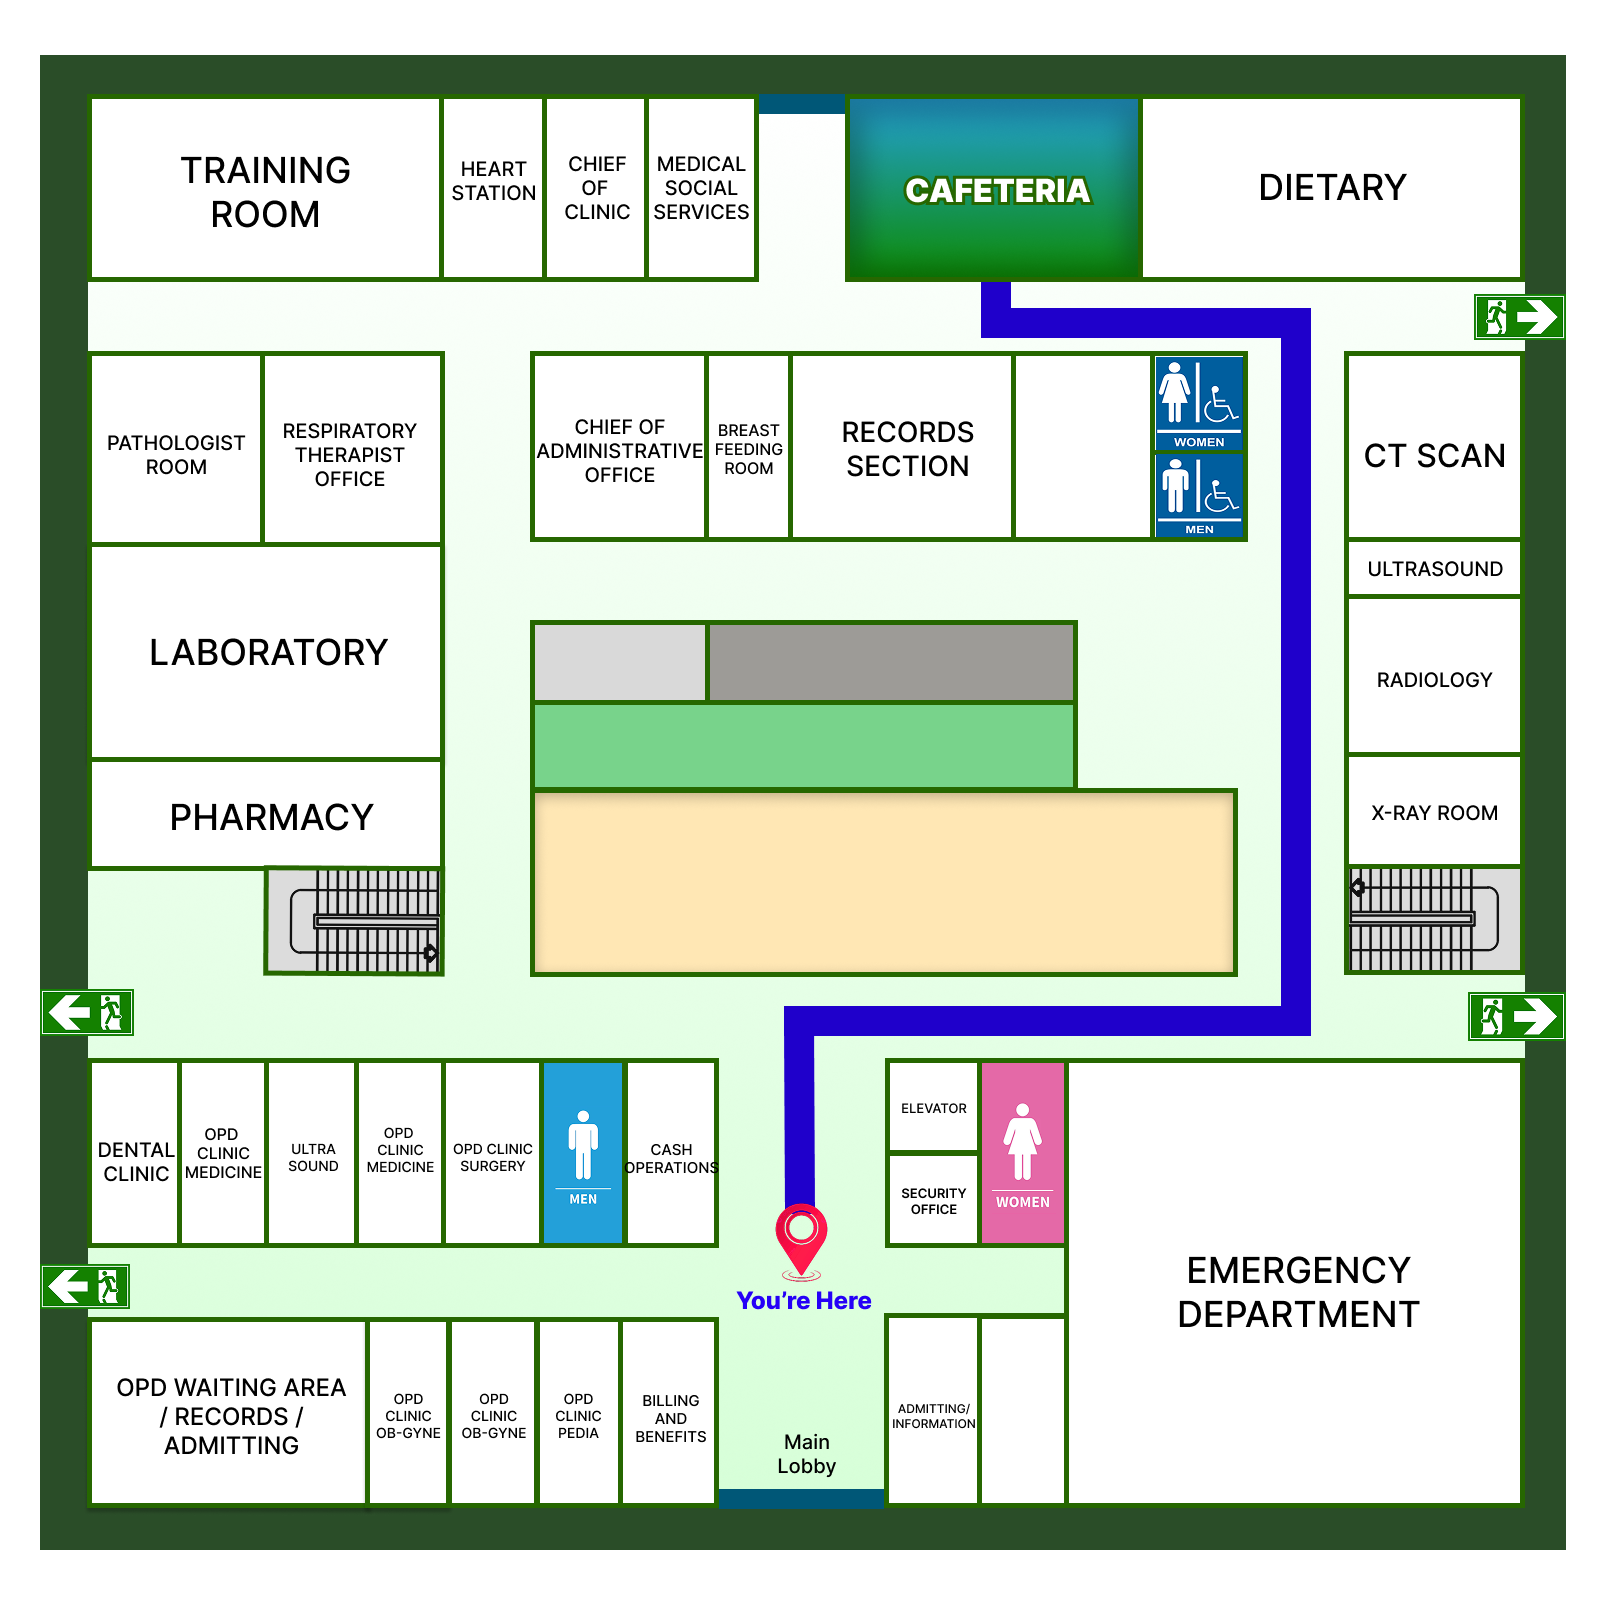 TRAINING
ROOM
HEART
STATION
CHIEF
OF
CLINIC
MEDICAL
SOCIAL
SERVICES
CAFETERIA
DIETARY
PATHOLOGIST
ROOM
RESPIRATORY
THERAPIST
OFFICE
CHIEF OF
ADMINISTRATIVE
OFFICE
BREAST
FEEDING
ROOM
RECORDS
SECTION
WOMEN
MEN
CT SCAN
ULTRASOUND
LABORATORY
RADIOLOGY
PHARMACY
X-RAY ROOM
DENTAL
CLINIC
OPD
CLINIC
MEDICINE
ULTRA
SOUND
OPD
CLINIC
MEDICINE
OPD CLINIC
SURGERY
MEN
CASH
OPERATIONS
ELEVATOR
SECURITY
OFFICE
WOMEN
You're Here
EMERGENCY
DEPARTMENT
OPD WAITING AREA
/ RECORDS /
ADMITTING
OPD
CLINIC
OB-GYNE
OPD
CLINIC
OB-GYNE
OPD
CLINIC
PEDIA
BILLING
AND
BENEFITS
Main
Lobby
ADMITTING/
INFORMATION